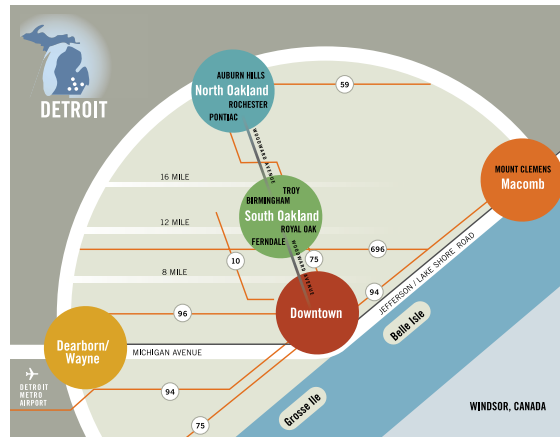 DETROIT
AUBURN HILLS
North Oakland
ROCHESTER
PONTIAC
59
WOODWARD AVENUE
MOUNT CLEMENS
Macomb
16 MILE
TROY
BIRMINGHAM
South Oakland
ROYAL OAK
FERNDALE
12 MILE
696
10
75
WOODWARD AVENUE
8 MILE
94
JEFFERSON / LAKE SHORE ROAD
96
Downtown
Belle Isle
Dearborn/
Wayne
MICHIGAN AVENUE
DETROIT
METRO
AIRPORT
94
Grosse Ile
75
WINDSOR, CANADA